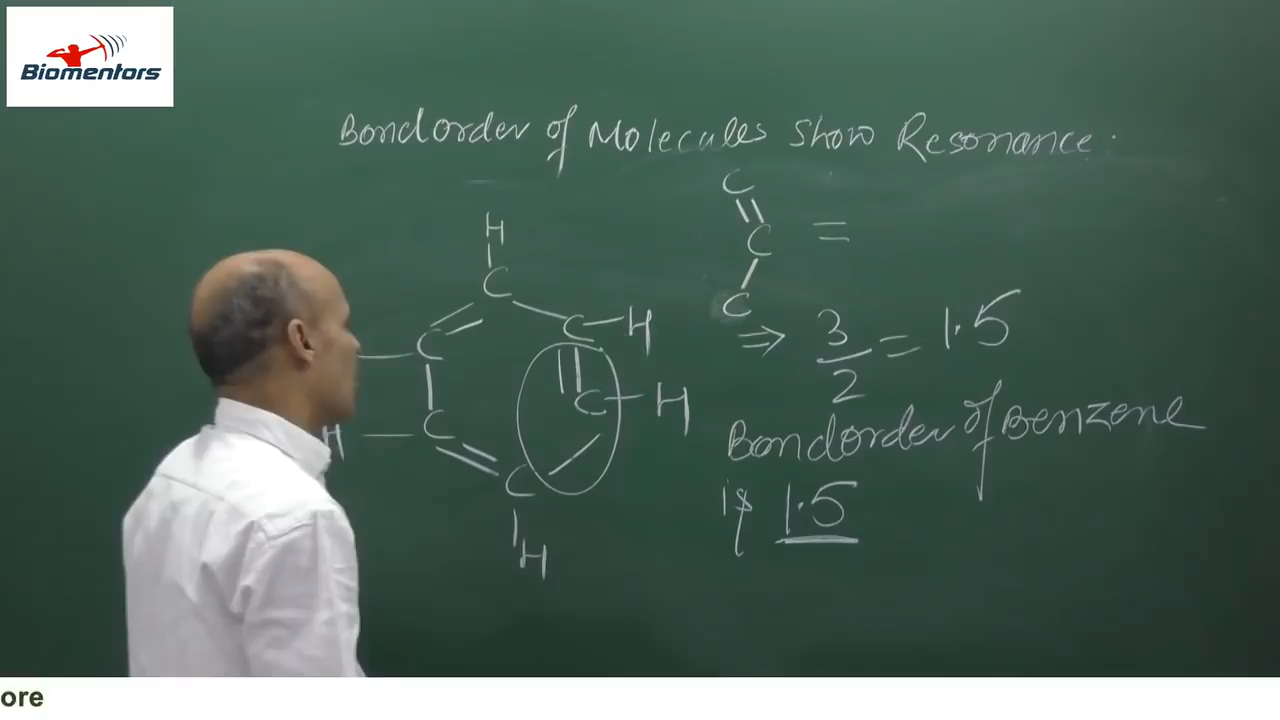 Biomentors
Bondorder of Molecules Show Resonance.
C
C =
C
⇒ 3/2 = 1.5
H
C
C-H
C
C-H
C
H
C
H
Bondorder of Benzene
is 1.5
ore